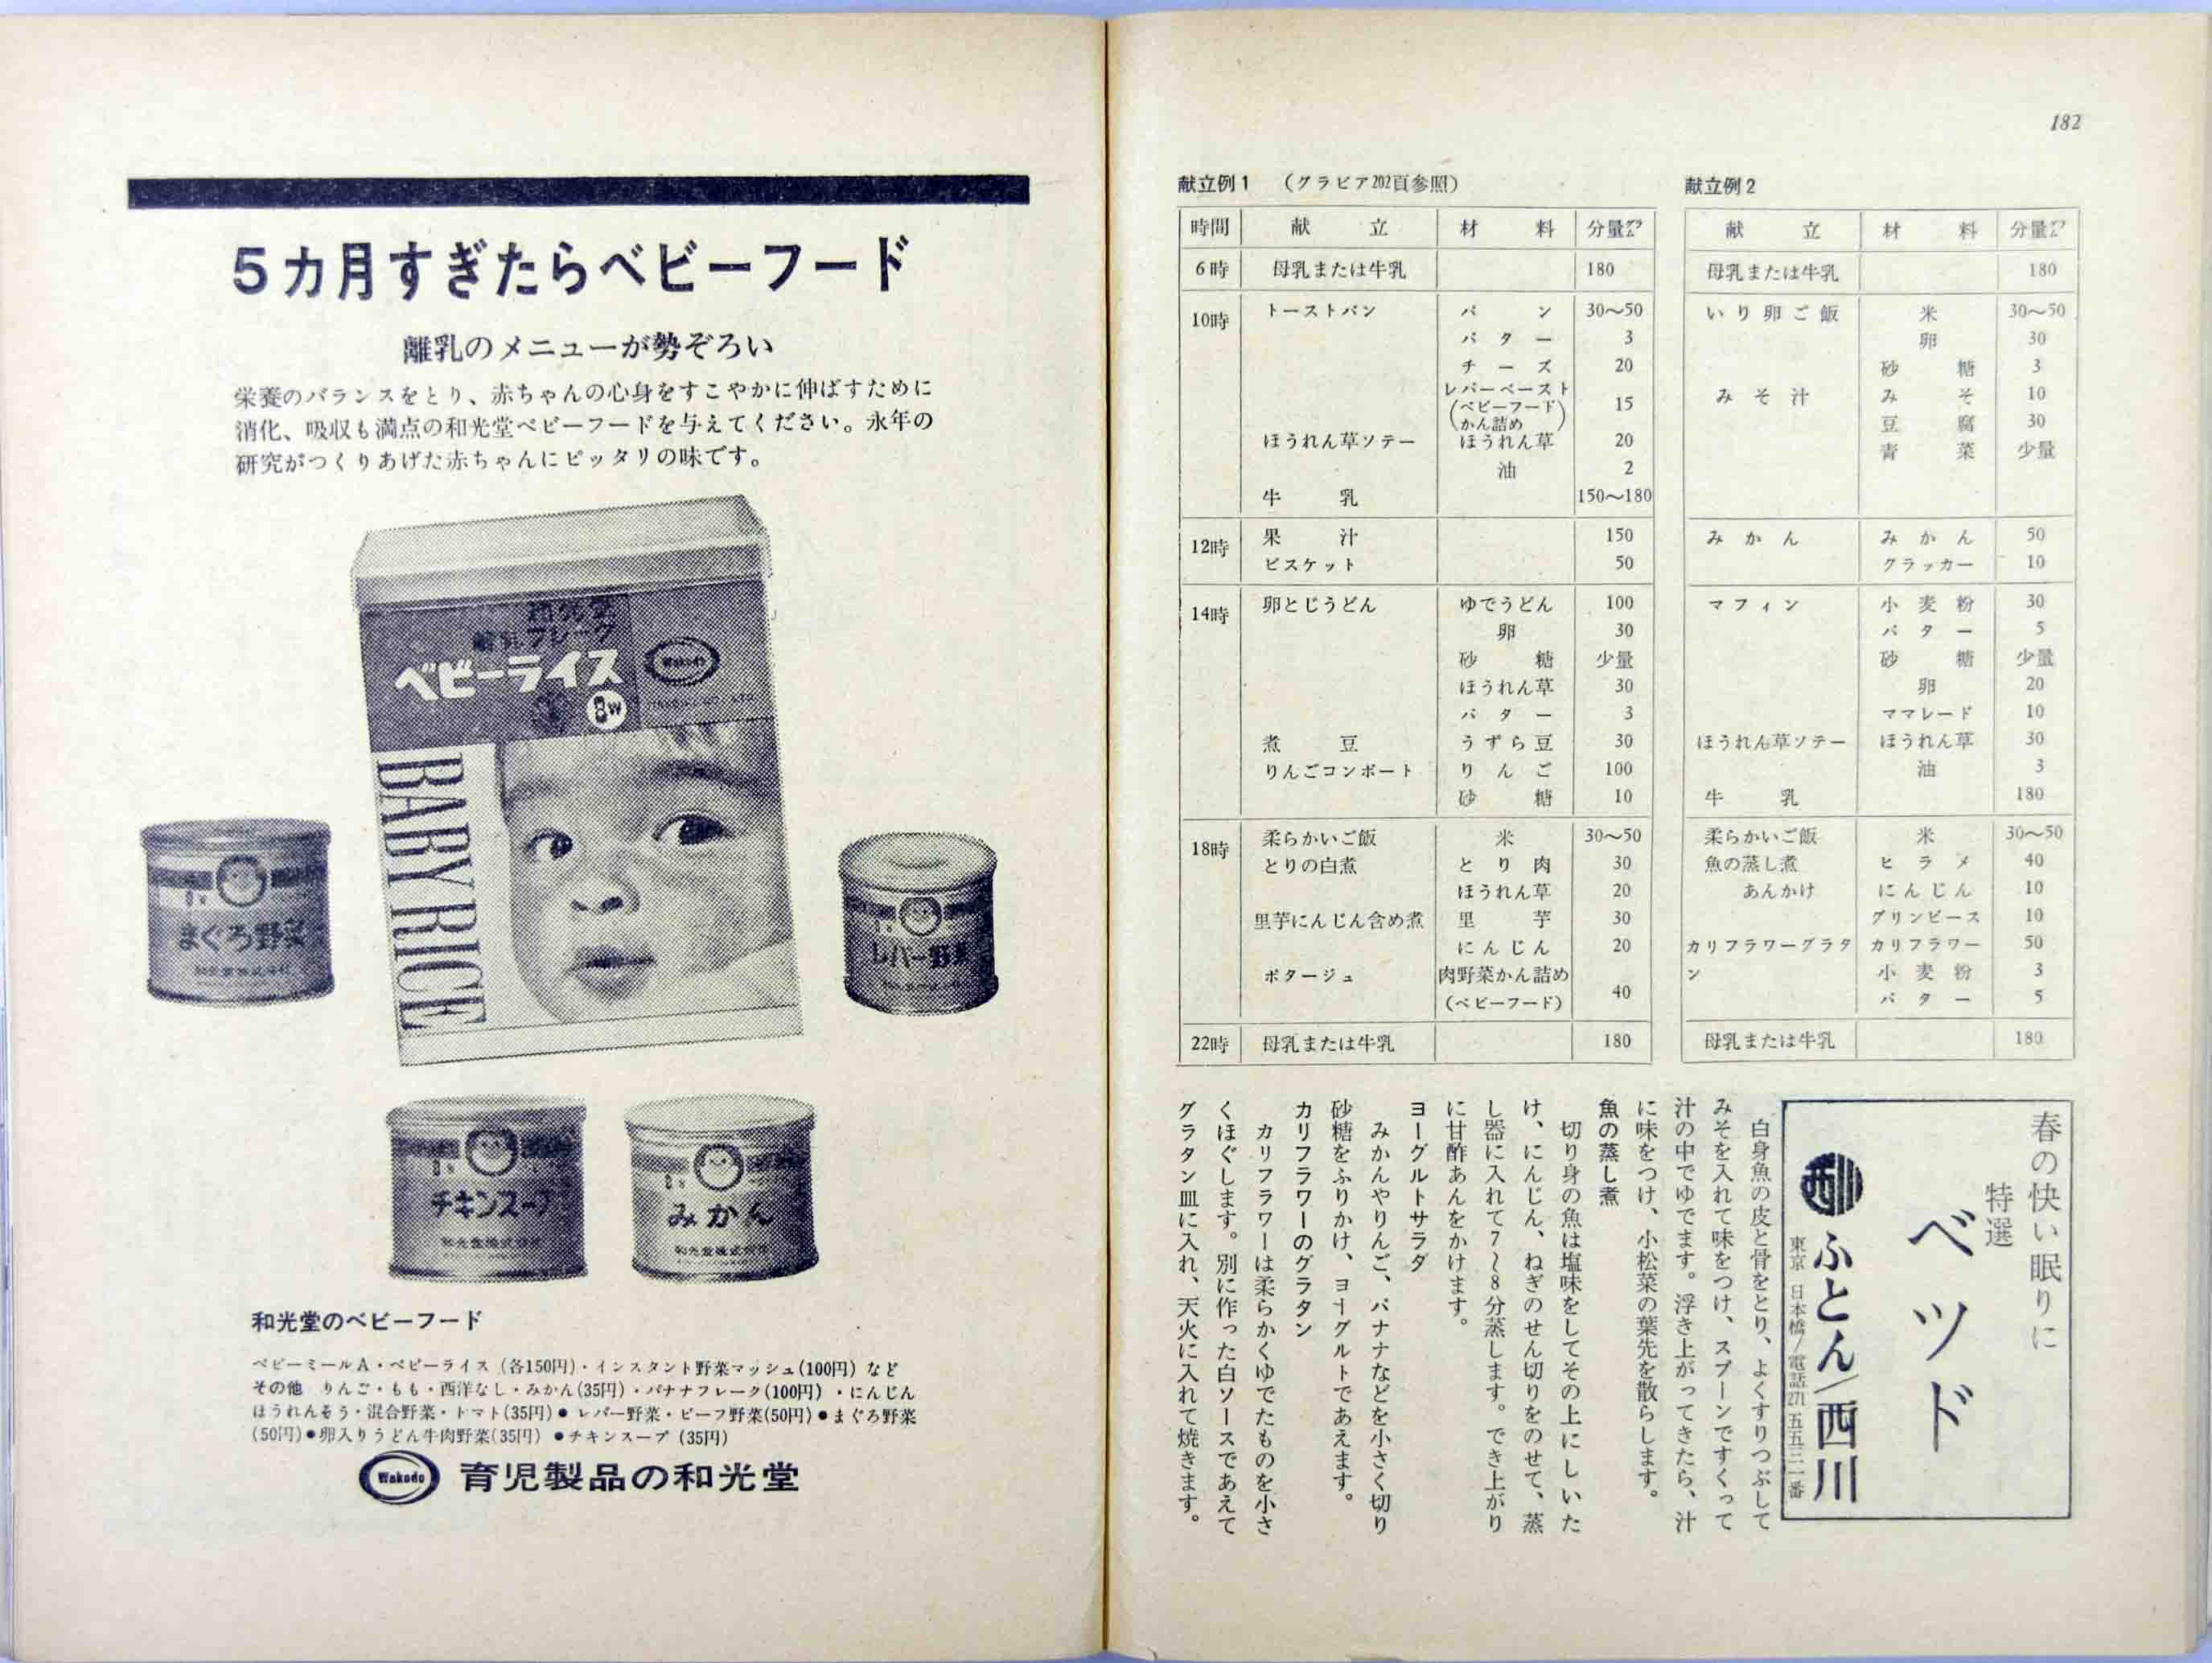 5カ月すぎたらベビーフード
離乳のメニューが勢ぞろい
栄養のバランスをとり、赤ちゃんの心身をすこやかに伸ばすために
消化、吸収も満点の和光堂ベビーフードを与えてください。永年の
研究がつくりあげた赤ちゃんにピッタリの味です。
和光堂
離乳フレーク
ベビーライス
Wakodo
BABY RICE
まぐろ野菜
和光堂株式会社
レバー野菜
チキンスープ
和光堂株式会社
みかん
和光堂株式会社
和光堂のベビーフード
ベビーミールA・ベビーライス (各150円)・インスタント野菜マッシュ(100円) など
その他 りんご・もも・西洋なし・みかん(35円)・バナナフレーク(100円)・にんじん
ほうれんそう・混合野菜・トマト(35円)● レバー野菜・ビーフ野菜(50円)●まぐろ野菜
(50円)●卵入りうどん牛肉野菜(35円) ●チキンスープ (35円)
Wakodo 育児製品の和光堂
182
献立例1 (グラビア202頁参照)
時間 献立 材料 分量㌘
6時 母乳または牛乳 180
10時 トーストパン パン 30〜50
バター 3
チーズ 20
レバーペースト
(ベビーフード) 15
(かん詰め)
ほうれん草ソテー ほうれん草 20
油 2
牛乳 150〜180
12時 果汁 150
ビスケット 50
14時 卵とじうどん ゆでうどん 100
卵 30
砂糖 少量
ほうれん草 30
バター 3
煮豆 うずら豆 30
りんごコンポート りんご 100
砂糖 10
18時 柔らかいご飯 米 30〜50
とりの白煮 とり肉 30
ほうれん草 20
里芋にんじん含め煮 里芋 30
にんじん 20
ポタージュ 肉野菜かん詰め
(ベビーフード) 40
22時 母乳または牛乳 180
献立例2
献立 材料 分量㌘
母乳または牛乳 180
いり卵ご飯 米 30〜50
卵 30
砂糖 3
みそ汁 みそ 10
豆腐 30
青菜 少量
みかん みかん 50
クラッカー 10
マフィン 小麦粉 30
バター 5
砂糖 少量
卵 20
ママレード 10
ほうれん草ソテー ほうれん草 30
油 3
牛乳 180
柔らかいご飯 米 30〜50
魚の蒸し煮 ヒラメ 40
あんかけ にんじん 10
グリンピース 10
カリフラワーグラタ カリフラワー 50
ン 小麦粉 3
バター 5
母乳または牛乳 180
春の快い眠りに
特選
ベツド
西川 ふとん/西川
東京 日本橋/電話271五五三一番
白身魚の皮と骨をとり、よくすりつぶして
みそを入れて味をつけ、スプーンですくって
汁の中でゆでます。浮き上がってきたら、汁
に味をつけ、小松菜の葉先を散らします。
魚の蒸し煮
切り身の魚は塩味をしてその上にしいた
け、にんじん、ねぎのせん切りをのせて、蒸
し器に入れて7〜8分蒸します。でき上がり
に甘酢あんをかけます。
ヨーグルトサラダ
みかんやりんご、バナナなどを小さく切り
砂糖をふりかけ、ヨーグルトであえます。
カリフラワーのグラタン
カリフラワーは柔らかくゆでたものを小さ
くほぐします。別に作った白ソースであえて
グラタン皿に入れ、天火に入れて焼きます。